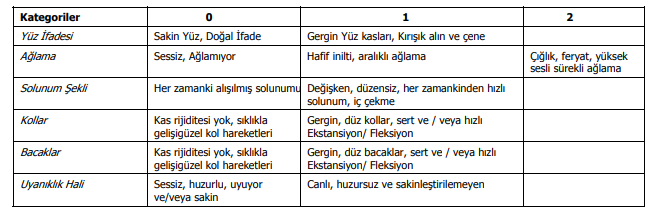 Kategoriler 0 1 2
Yüz İfadesi Sakin Yüz, Doğal İfade Gergin Yüz kasları, Kırışık alın ve çene
Ağlama Sessiz, Ağlamıyor Hafif inilti, aralıklı ağlama Çığlık, feryat, yüksek
sesli sürekli ağlama
Solunum Şekli Her zamanki alışılmış solunumu Değişken, düzensiz, her zamankinden hızlı
solunum, iç çekme
Kollar Kas rijiditesi yok, sıklıkla Gergin, düz kollar, sert ve / veya hızlı
gelişigüzel kol hareketleri Ekstansiyon/ Fleksiyon
Bacaklar Kas rijiditesi yok, sıklıkla Gergin, düz bacaklar, sert ve / veya hızlı
gelişigüzel kol hareketleri Ekstansiyon/ Fleksiyon
Uyanıklık Hali Sessiz, huzurlu, uyuyor Canlı, huzursuz ve sakinleştirilemeyen
ve/veya sakin